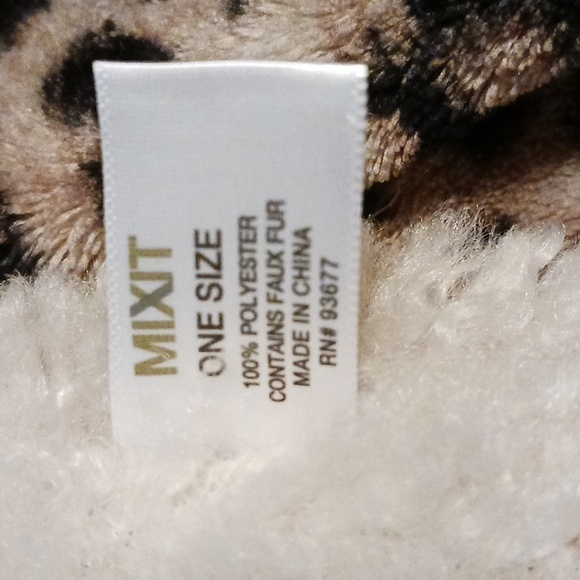 MIXIT
ONE SIZE
100% POLYESTER
CONTAINS FAUX FUR
MADE IN CHINA
RN# 93677